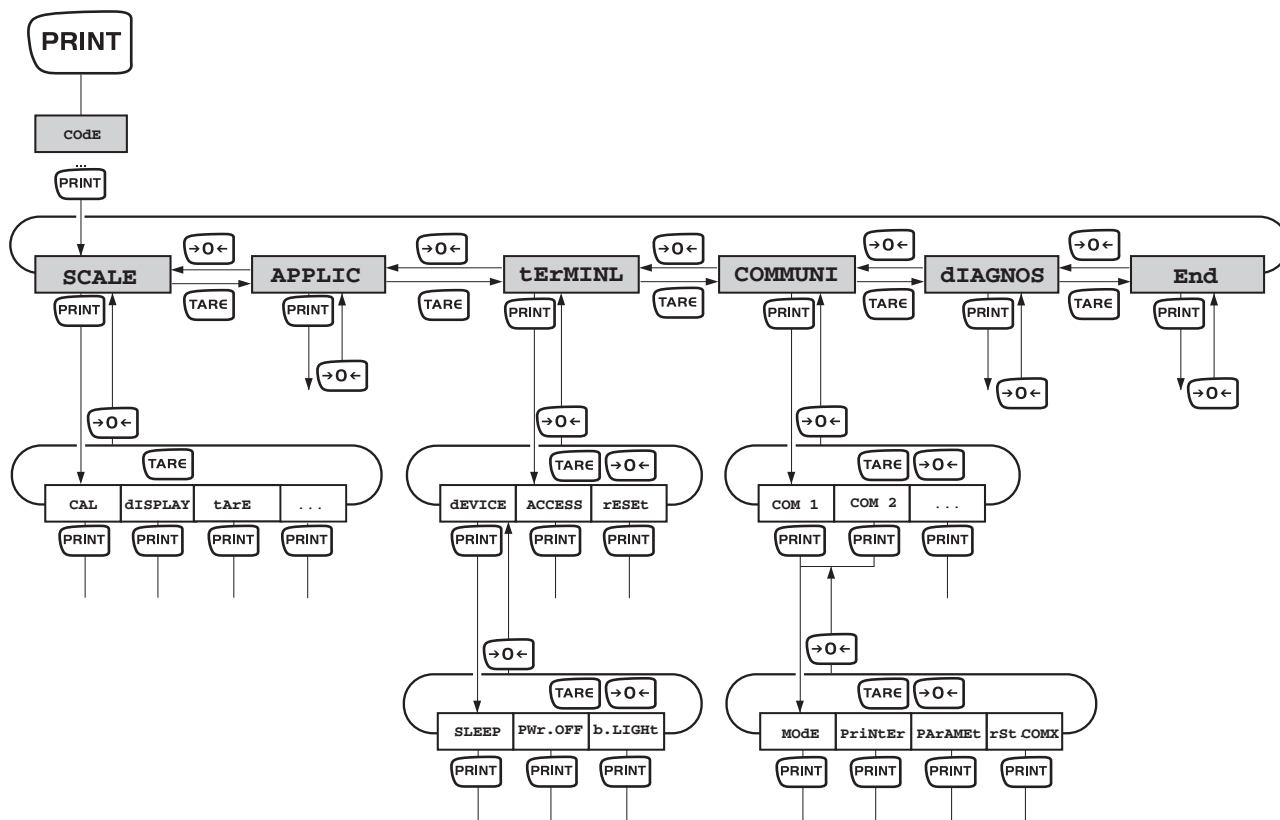 PRINT
COdE
...
PRINT
→0← →0← →0← →0← →0←
SCALE APPLIC tErMINL COMMUNI dIAGNOS End
PRINT TARE PRINT TARE PRINT TARE PRINT TARE PRINT TARE PRINT
→0← →0← →0←
→0← →0← →0←
TARE TARE →0← TARE →0←
CAL dISPLAY tArE ... dEVICE ACCESS rESEt COM 1 COM 2 ...
PRINT PRINT PRINT PRINT PRINT PRINT PRINT PRINT PRINT PRINT
→0← →0←
TARE →0← TARE →0←
SLEEP PWr.OFF b.LIGHt MOdE PriNtEr PArAMEt rSt.COMX
PRINT PRINT PRINT PRINT PRINT PRINT PRINT